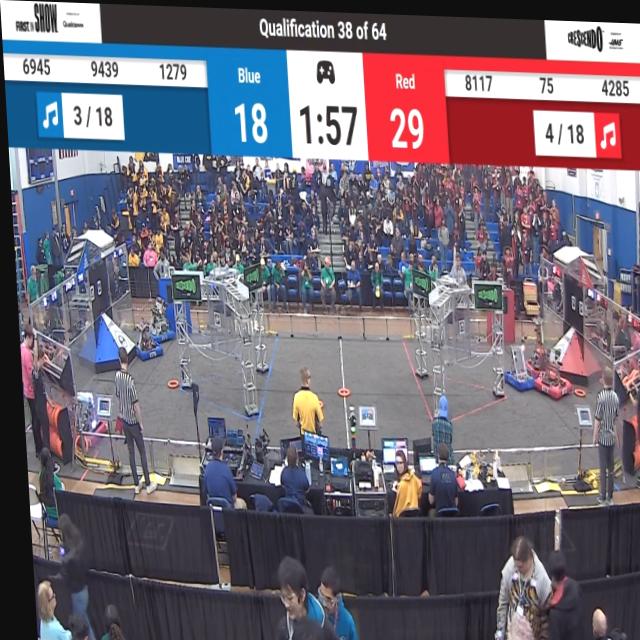 FIRST IN SHOW
Qualcomm
Qualification 38 of 64
CRESCENDO
6945 9439 1279
Blue
Red
8117 75 4285
3 / 18
18
1:57
29
4 / 18